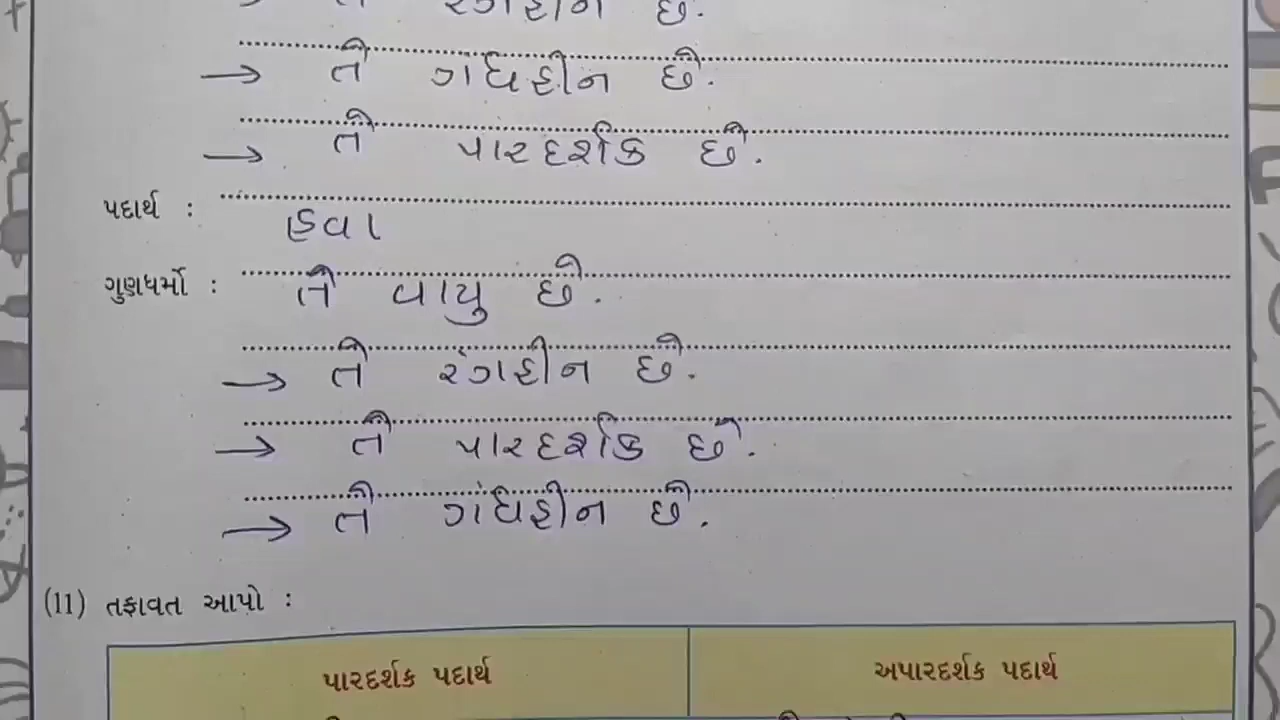 રંગહીન છે.
→ તે ગંધહીન છે.
→ તે પારદર્શક છે.
પદાર્થ : હવા
ગુણધર્મો : તે વાયુ છે.
→ તે રંગહીન છે.
→ તે પારદર્શક છે.
→ તે ગંધહીન છે.
(11) તફાવત આપો :
પારદર્શક પદાર્થ અપારદર્શક પદાર્થ